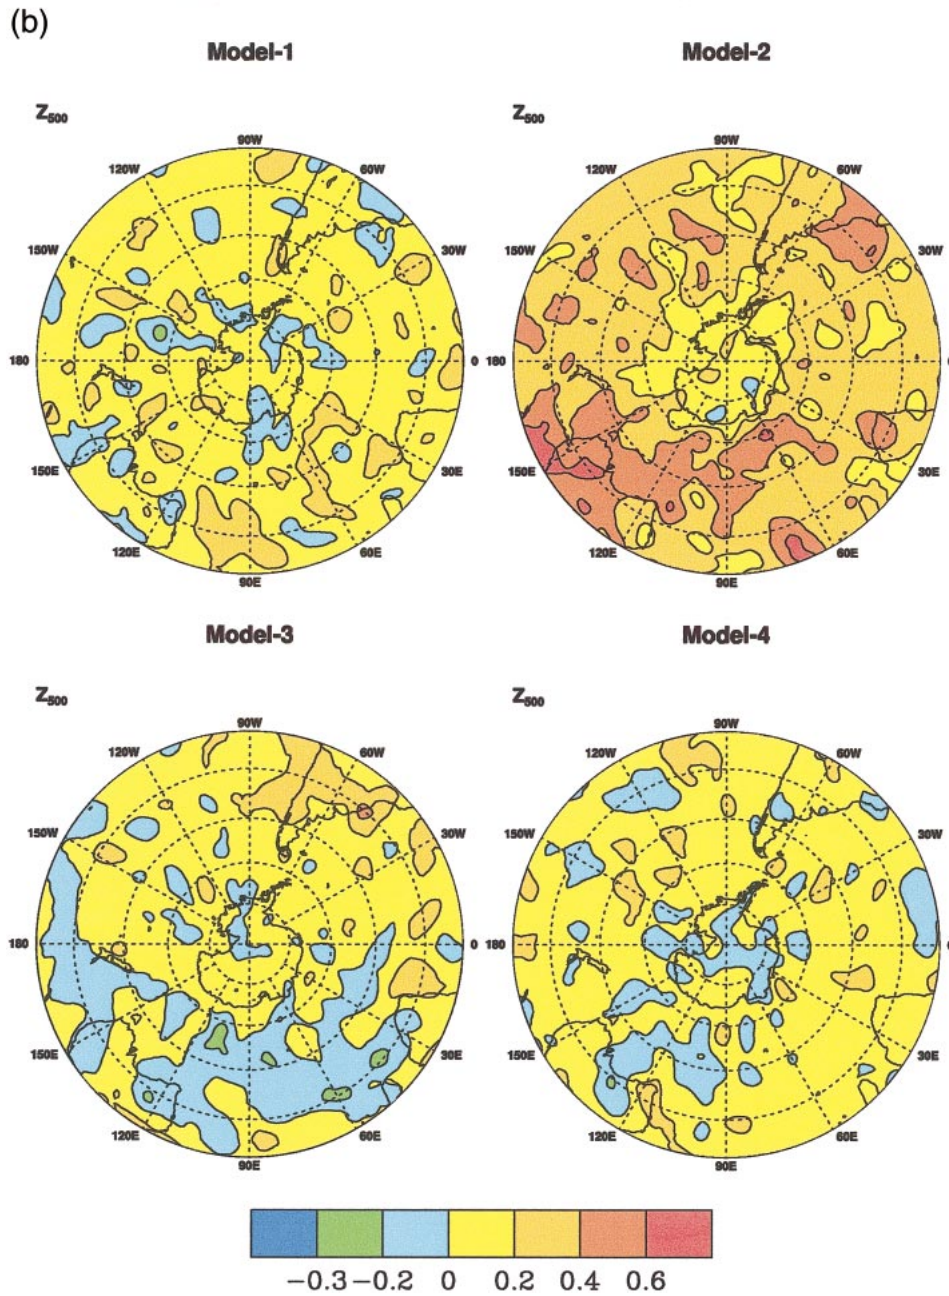 (b)
Model-1 Model-2
Z500 Z500
90W 90W
120W 60W 120W 60W
150W 30W 150W 30W
180 0 180 0
150E 30E 150E 30E
120E 60E 120E 60E
90E 90E
Model-3 Model-4
Z500 Z500
90W 90W
120W 60W 120W 60W
150W 30W 150W 30W
180 0 180 0
150E 30E 150E 30E
120E 60E 120E 60E
90E 90E
−0.3 −0.2 0 0.2 0.4 0.6